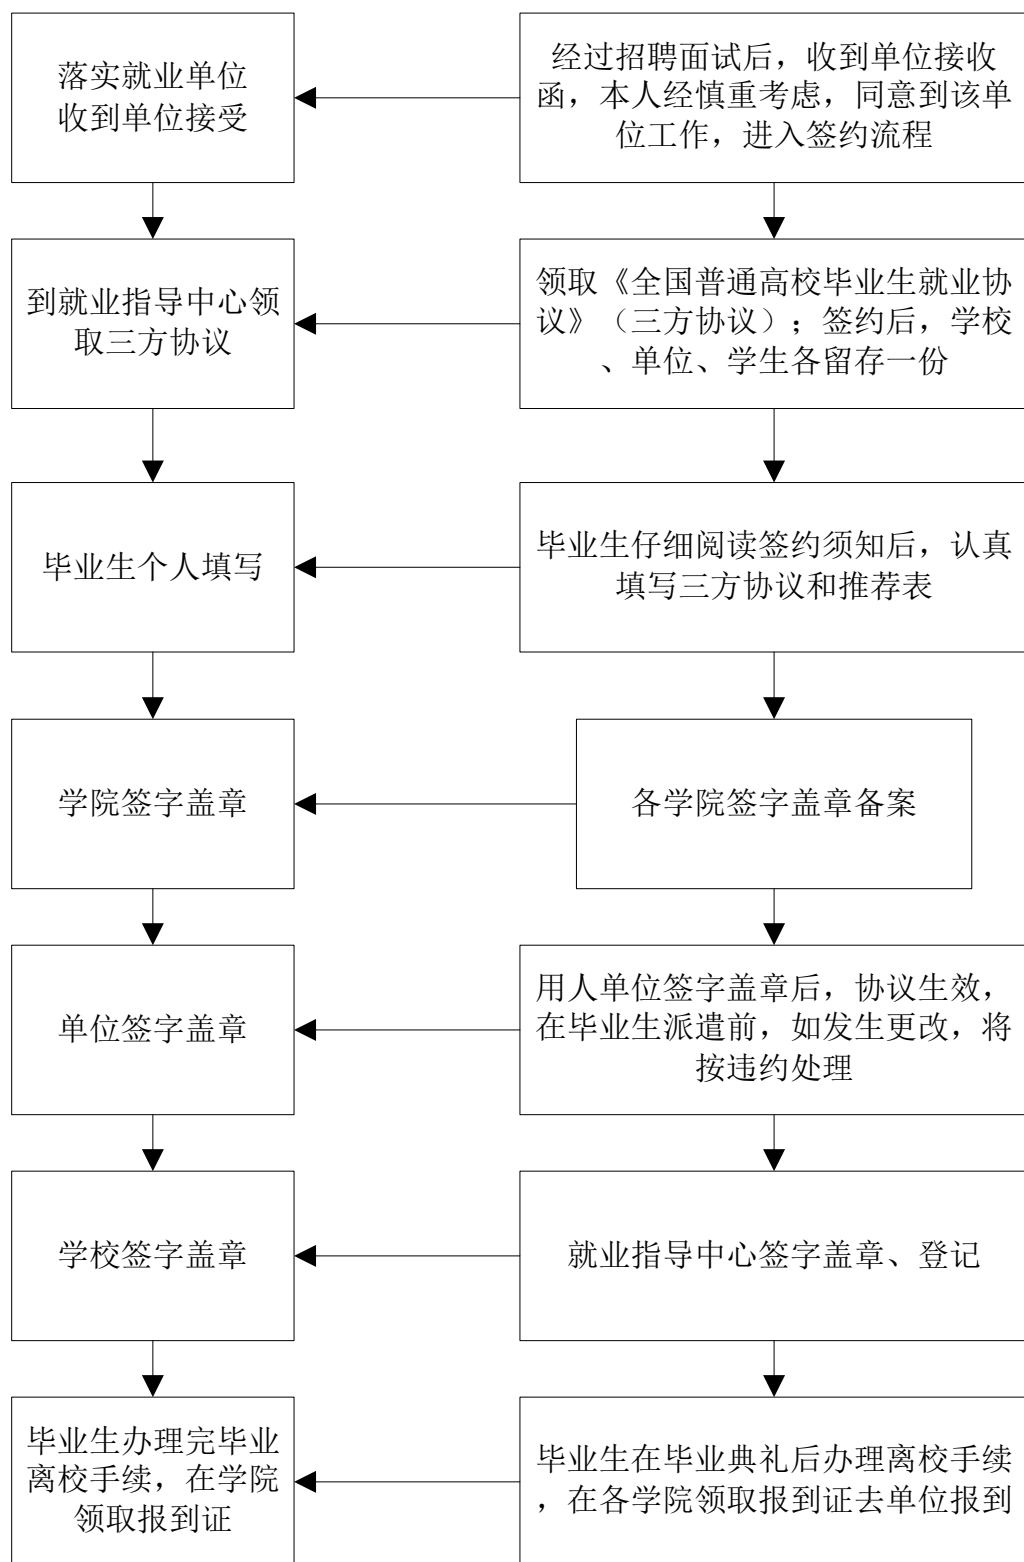 落实就业单位
收到单位接受
经过招聘面试后，收到单位接收
函，本人经慎重考虑，同意到该单
位工作，进入签约流程
到就业指导中心领
取三方协议
领取《全国普通高校毕业生就业协
议》（三方协议）；签约后，学校
、单位、学生各留存一份
毕业生个人填写
毕业生仔细阅读签约须知后，认真
填写三方协议和推荐表
学院签字盖章
各学院签字盖章备案
单位签字盖章
用人单位签字盖章后，协议生效，
在毕业生派遣前，如发生更改，将
按违约处理
学校签字盖章
就业指导中心签字盖章、登记
毕业生办理完毕业
离校手续，在学院
领取报到证
毕业生在毕业典礼后办理离校手续
，在各学院领取报到证去单位报到